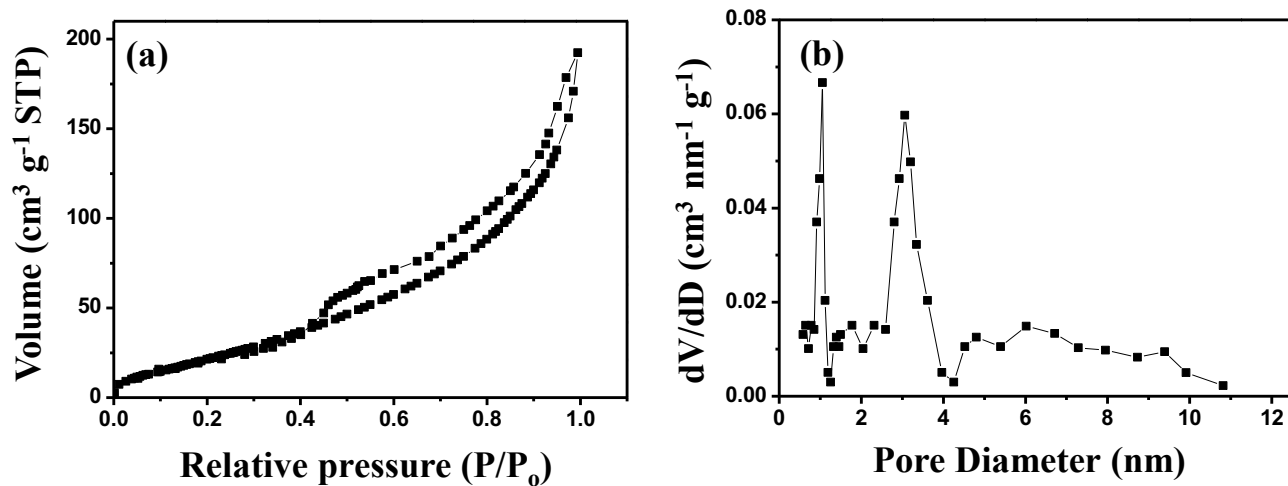 (a)
Volume (cm³ g⁻¹ STP)
200
150
100
50
0
0.0 0.2 0.4 0.6 0.8 1.0
Relative pressure (P/Pₒ)
(b)
dV/dD (cm³ nm⁻¹ g⁻¹)
0.08
0.06
0.04
0.02
0.00
0 2 4 6 8 10 12
Pore Diameter (nm)